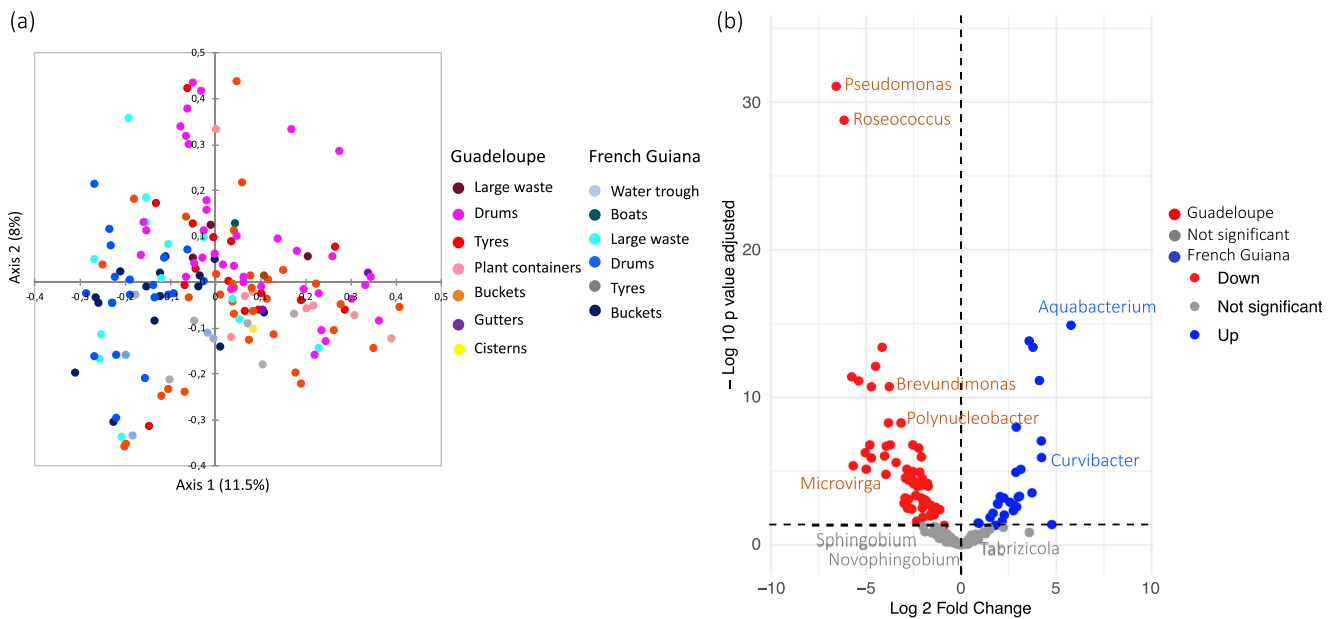 (a)
0,5
0,4
0,3
0,2
0,1
0
-0,1
-0,2
-0,3
-0,4
-0,4
-0,3
-0,2
-0,1
0,1
0,2
0,3
0,4
0,5
Axis 2 (8%)
Axis 1 (11.5%)
Guadeloupe
Large waste
Drums
Tyres
Plant containers
Buckets
Gutters
Cisterns
French Guiana
Water trough
Boats
Large waste
Drums
Tyres
Buckets
(b)
− Log 10 p value adjusted
30
20
10
0
−10
−5
0
5
10
Log 2 Fold Change
Pseudomonas
Roseococcus
Aquabacterium
Brevundimonas
Polynucleobacter
Curvibacter
Microvirga
Sphingobium
Novophingobium
Tabrizicola
Guadeloupe
Not significant
French Guiana
Down
Not significant
Up